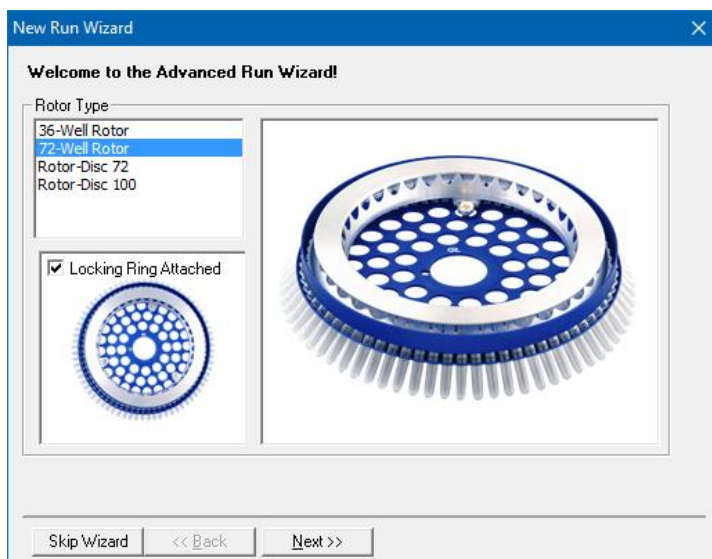 New Run Wizard
Welcome to the Advanced Run Wizard!
Rotor Type
36-Well Rotor
72-Well Rotor
Rotor-Disc 72
Rotor-Disc 100
Locking Ring Attached
Skip Wizard
<< Back
Next >>